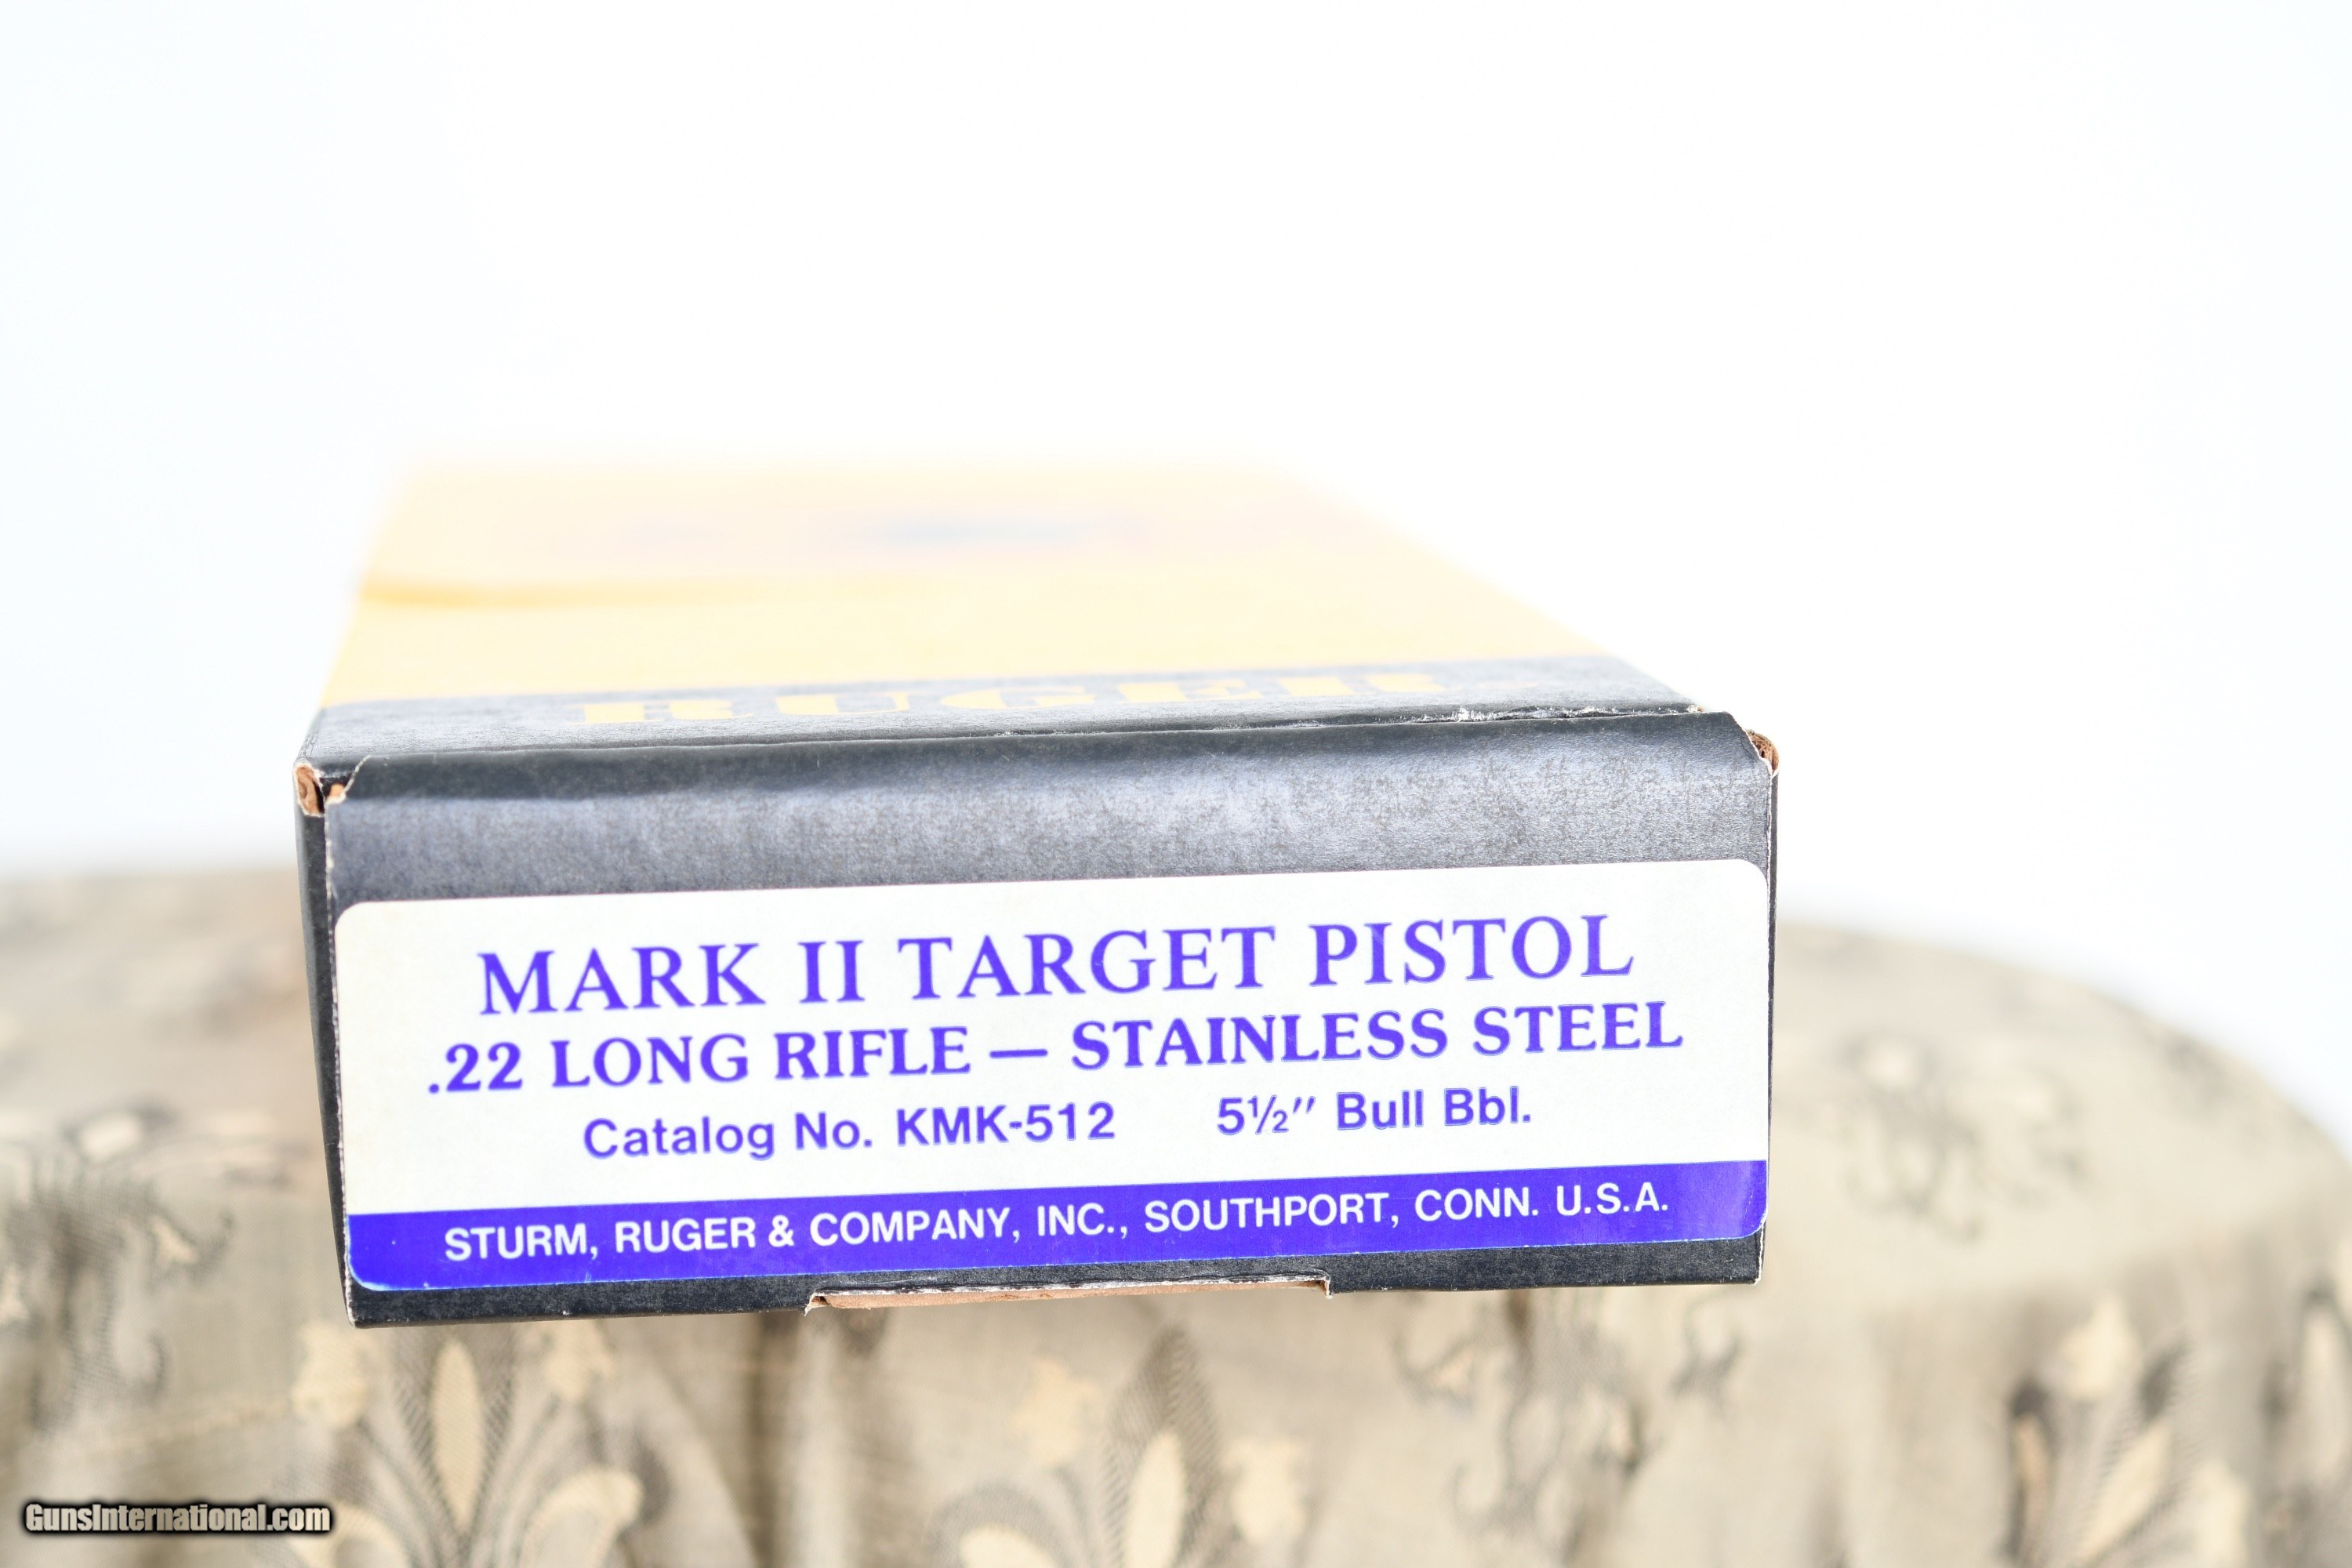 RUGER
MARK II TARGET PISTOL
.22 LONG RIFLE — STAINLESS STEEL
Catalog No. KMK-512 5½" Bull Bbl.
STURM, RUGER & COMPANY, INC., SOUTHPORT, CONN. U.S.A.
GunsInternational.com